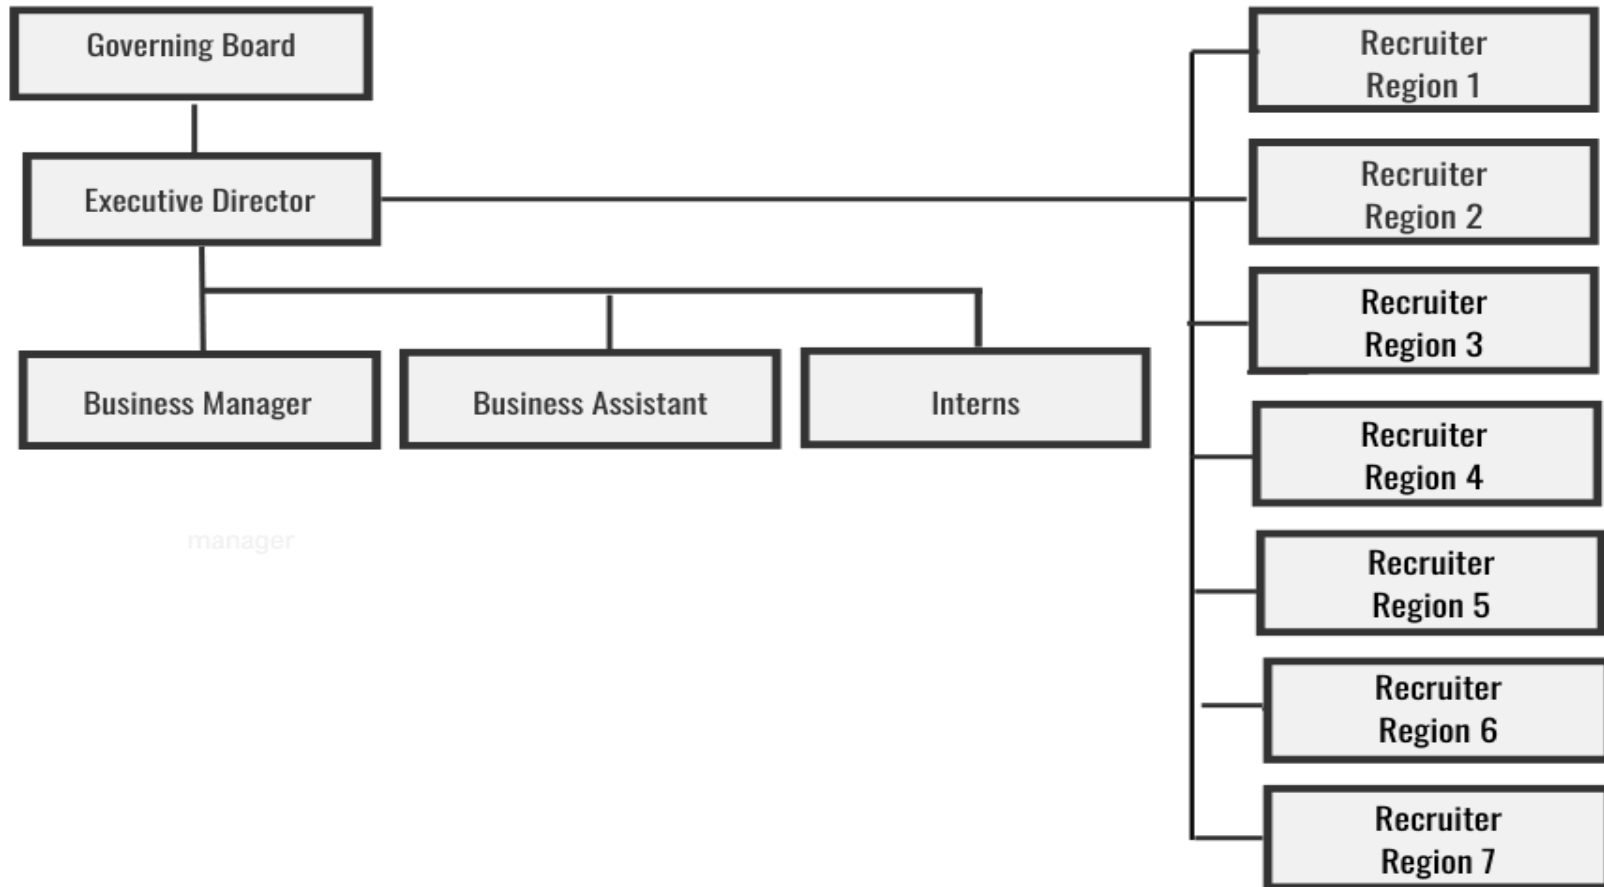 Governing Board
Executive Director
Business Manager
Business Assistant
Interns
manager
Recruiter
Region 1
Recruiter
Region 2
Recruiter
Region 3
Recruiter
Region 4
Recruiter
Region 5
Recruiter
Region 6
Recruiter
Region 7